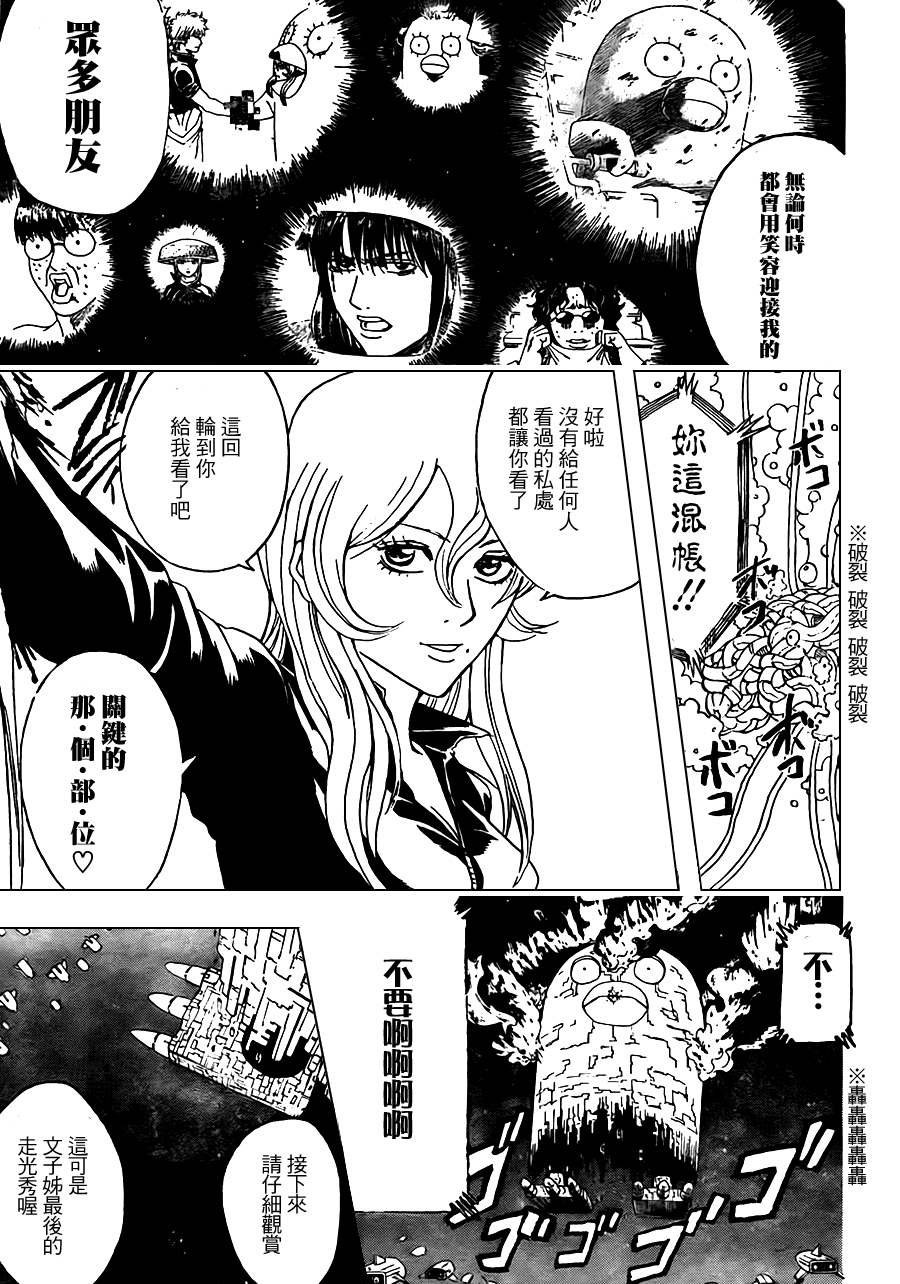 無論何時
都會用笑容迎接我的
眾多朋友
ボコ
妳這混帳!!
ボコ
ボコ
ボコ
※破裂 破裂 破裂 破裂
好啦
沒有給任何人
看過的私處
都讓你看了
這回
輪到你
給我看了吧
關鍵的
那・個・部・位♡
不…
不要
ゴゴゴゴゴ
※轟轟轟轟轟
接下來
請仔細觀賞
這可是
文子姊最後的
走光秀喔